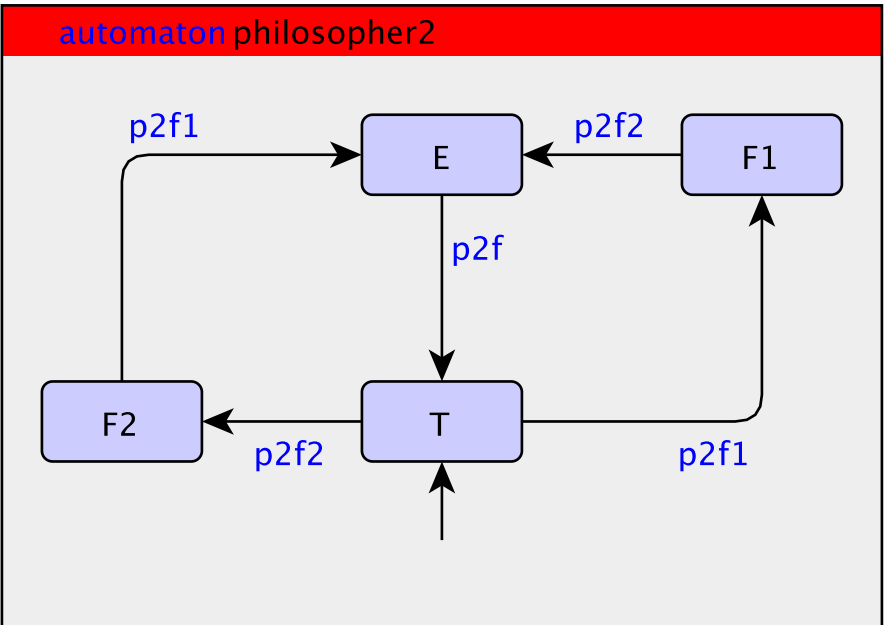 automaton philosopher2
p2f1
p2f2
E
F1
p2f
F2
T
p2f2
p2f1